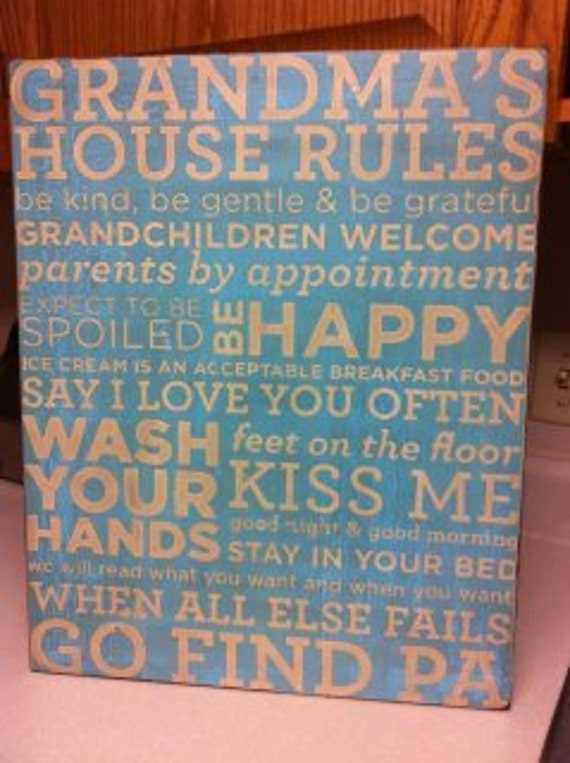 GRANDMA'S
HOUSE RULES
be kind, be gentle & be grateful
GRANDCHILDREN WELCOME
parents by appointment
EXPECT TO BE
SPOILED
BE HAPPY
ICE CREAM IS AN ACCEPTABLE BREAKFAST FOOD
SAY I LOVE YOU OFTEN
WASH
YOUR
HANDS
feet on the floor
KISS ME
good night & good morning
STAY IN YOUR BED
we will read what you want and when you want
WHEN ALL ELSE FAILS
GO FIND PA